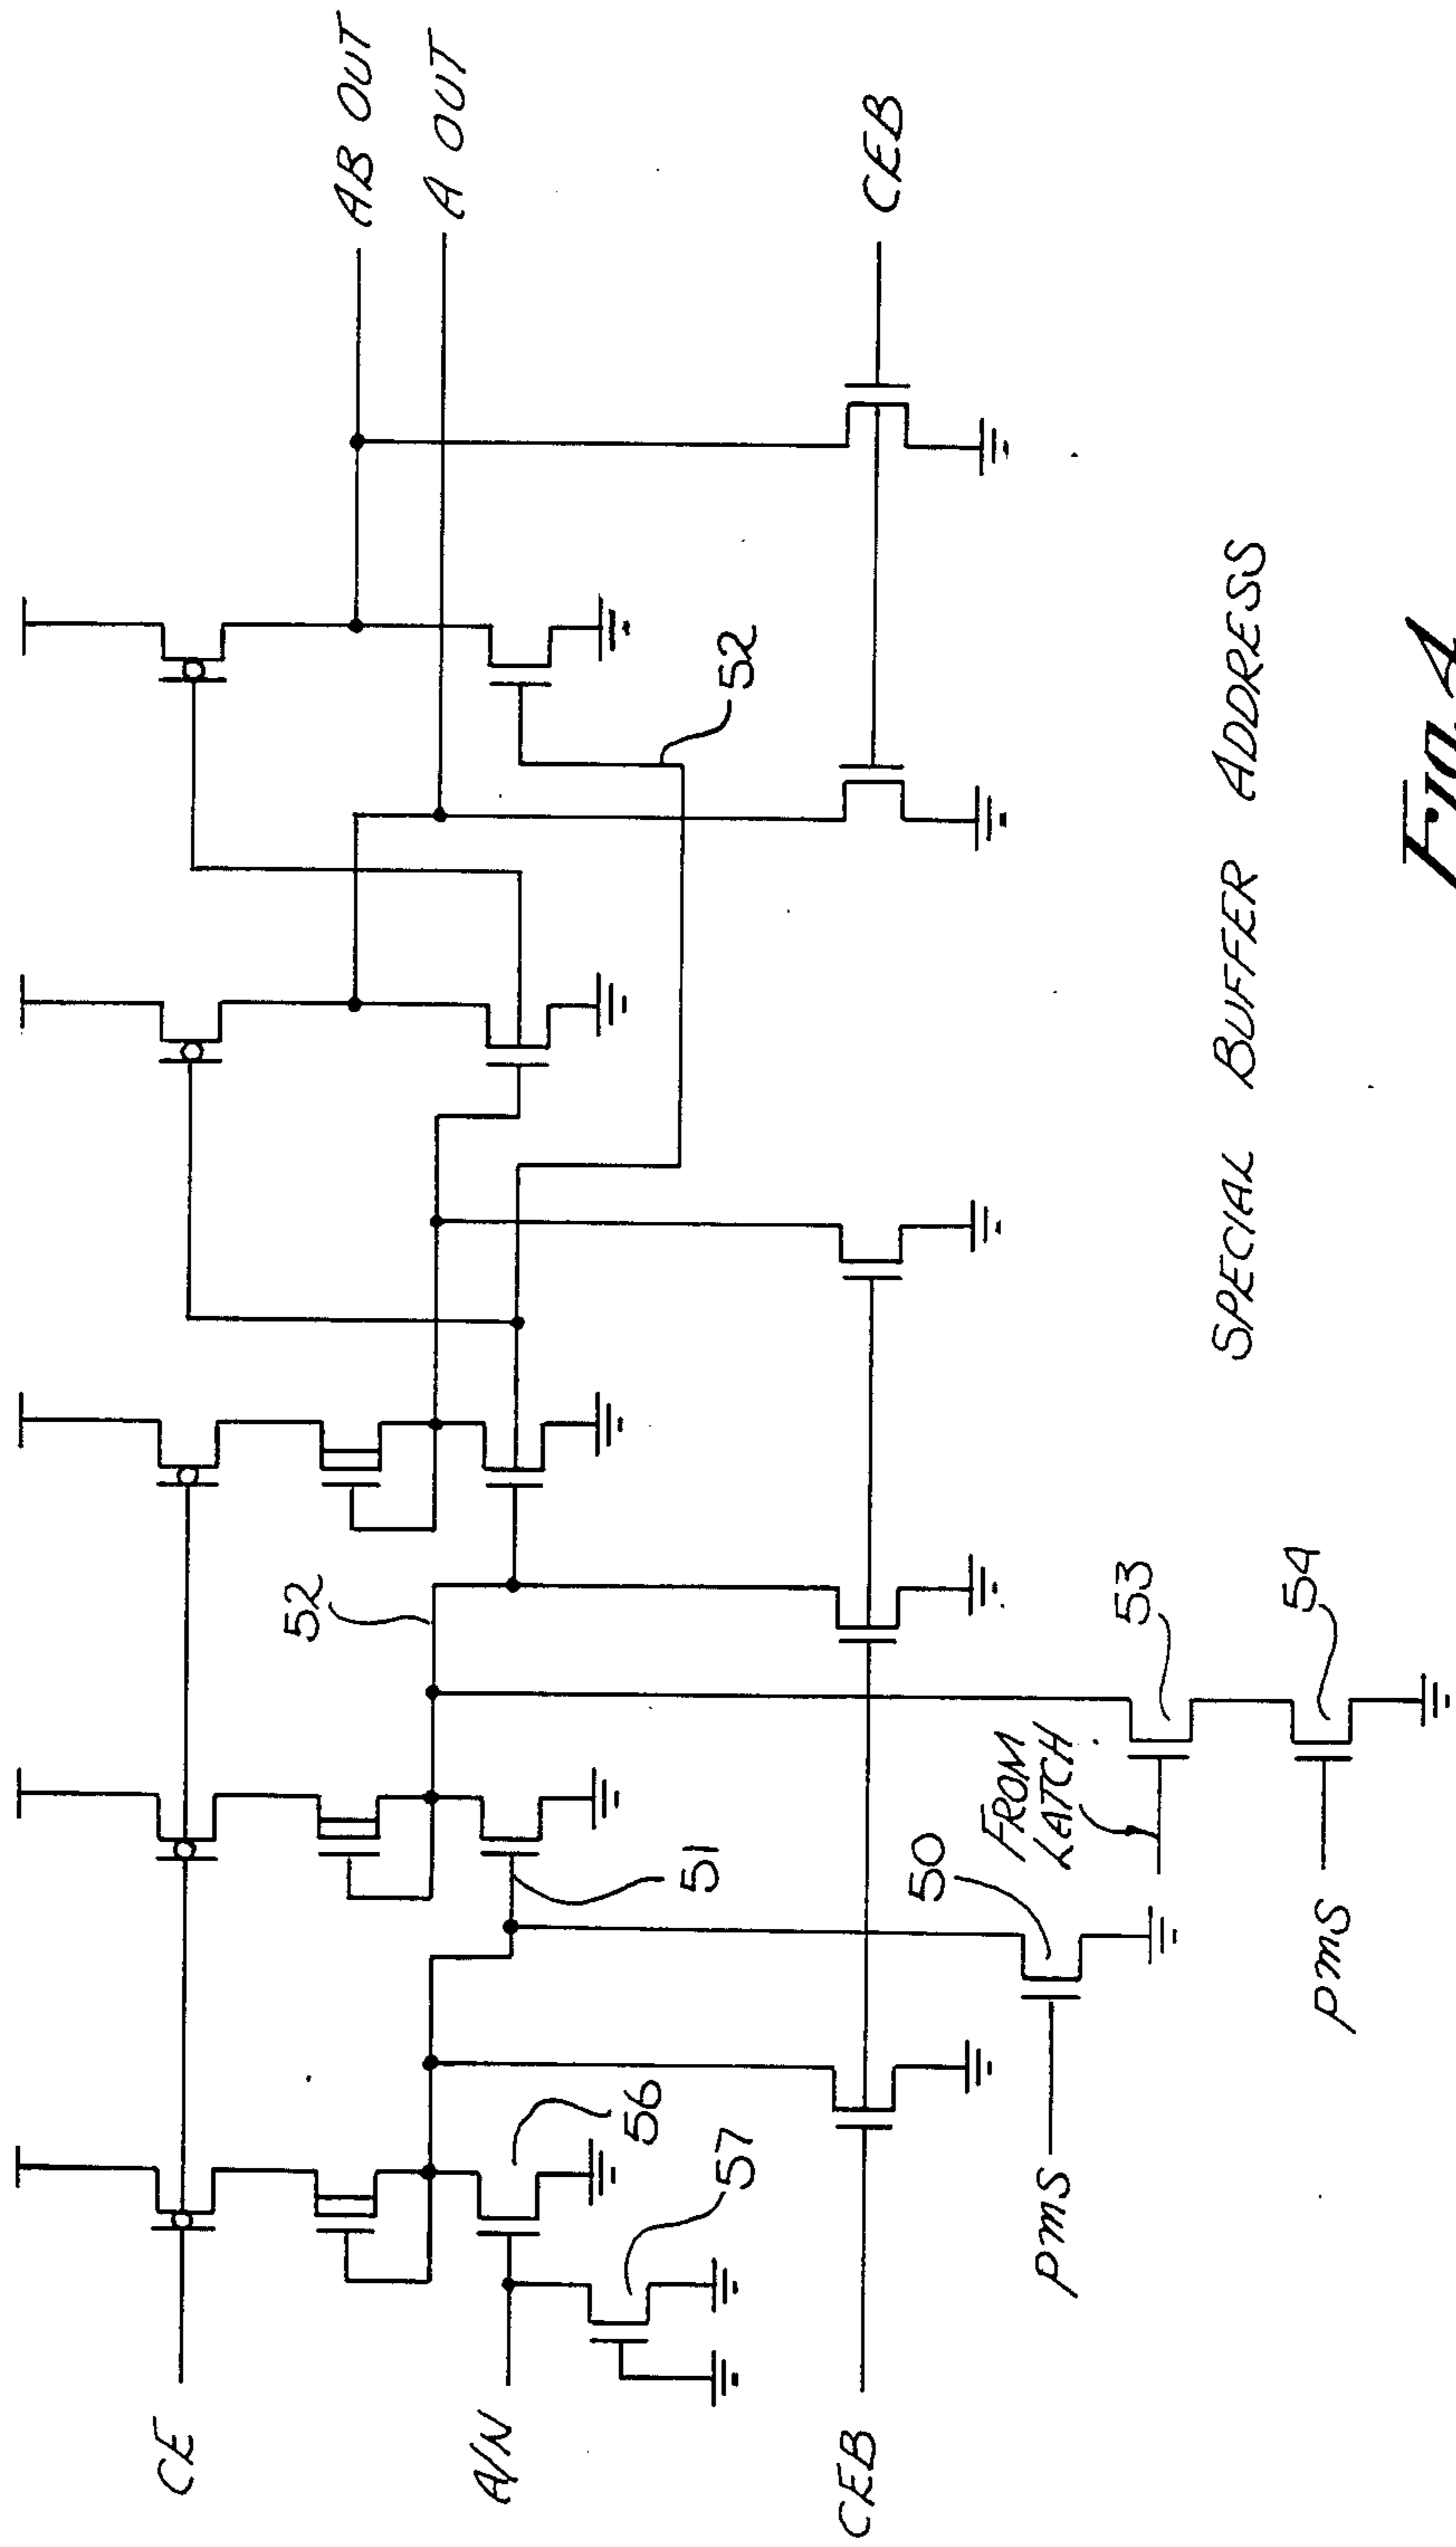 CE
A/N
CEB
56
57
52
51
50
PMS
FROM
LATCH
53
54
PMS
52
AB OUT
A OUT
CEB
SPECIAL BUFFER ADDRESS
FIG. 4